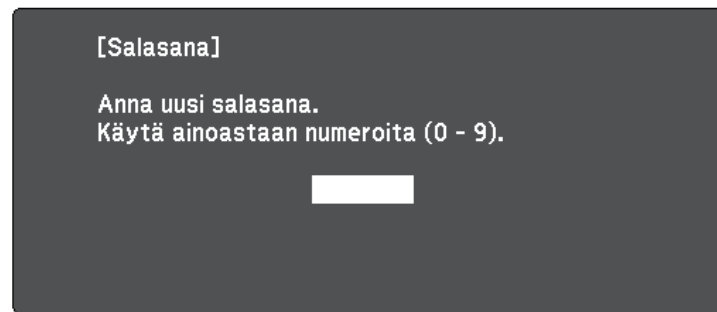 [Salasana]
Anna uusi salasana.
Käytä ainoastaan numeroita (0 - 9).